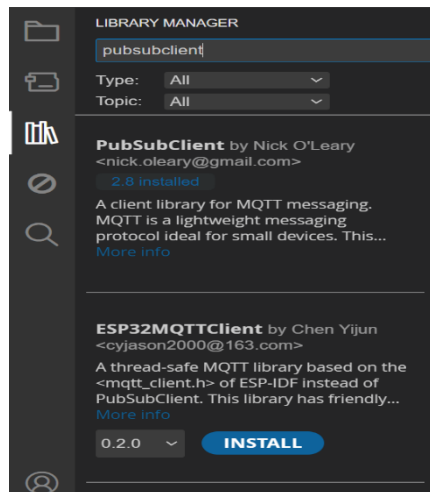 LIBRARY MANAGER
pubsubclient
Type: All
Topic: All
PubSubClient by Nick O'Leary
<nick.oleary@gmail.com>
2.8 installed
A client library for MQTT messaging.
MQTT is a lightweight messaging
protocol ideal for small devices. This...
More info
ESP32MQTTClient by Chen Yijun
<cyjason2000@163.com>
A thread-safe MQTT library based on the
<mqtt_client.h> of ESP-IDF instead of
PubSubClient. This library has friendly...
More info
0.2.0 INSTALL